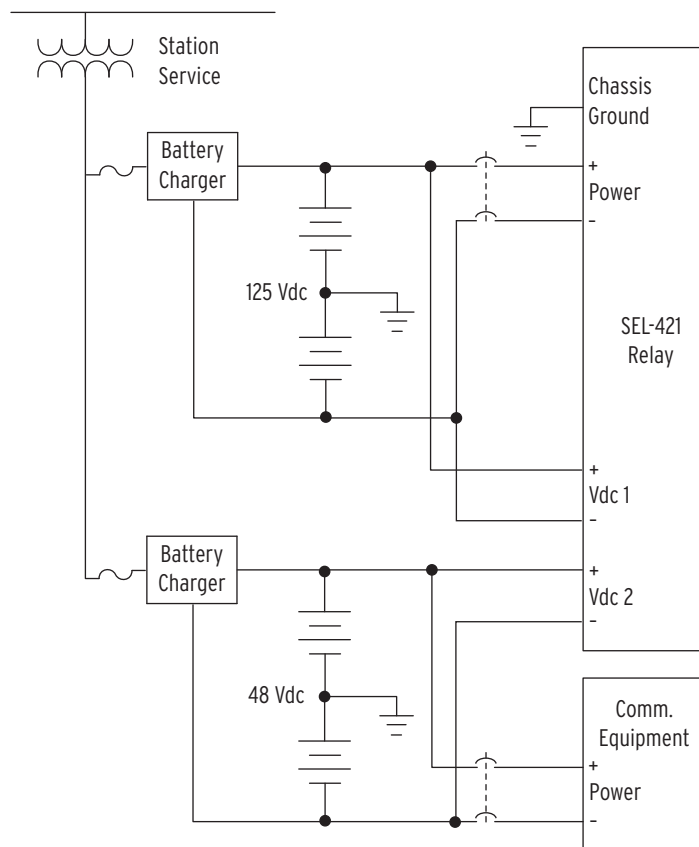 Station
Service
Chassis
Ground
Battery
Charger
+
Power
-
125 Vdc
SEL-421
Relay
+
Vdc 1
-
Battery
Charger
+
Vdc 2
-
48 Vdc
Comm.
Equipment
+
Power
-